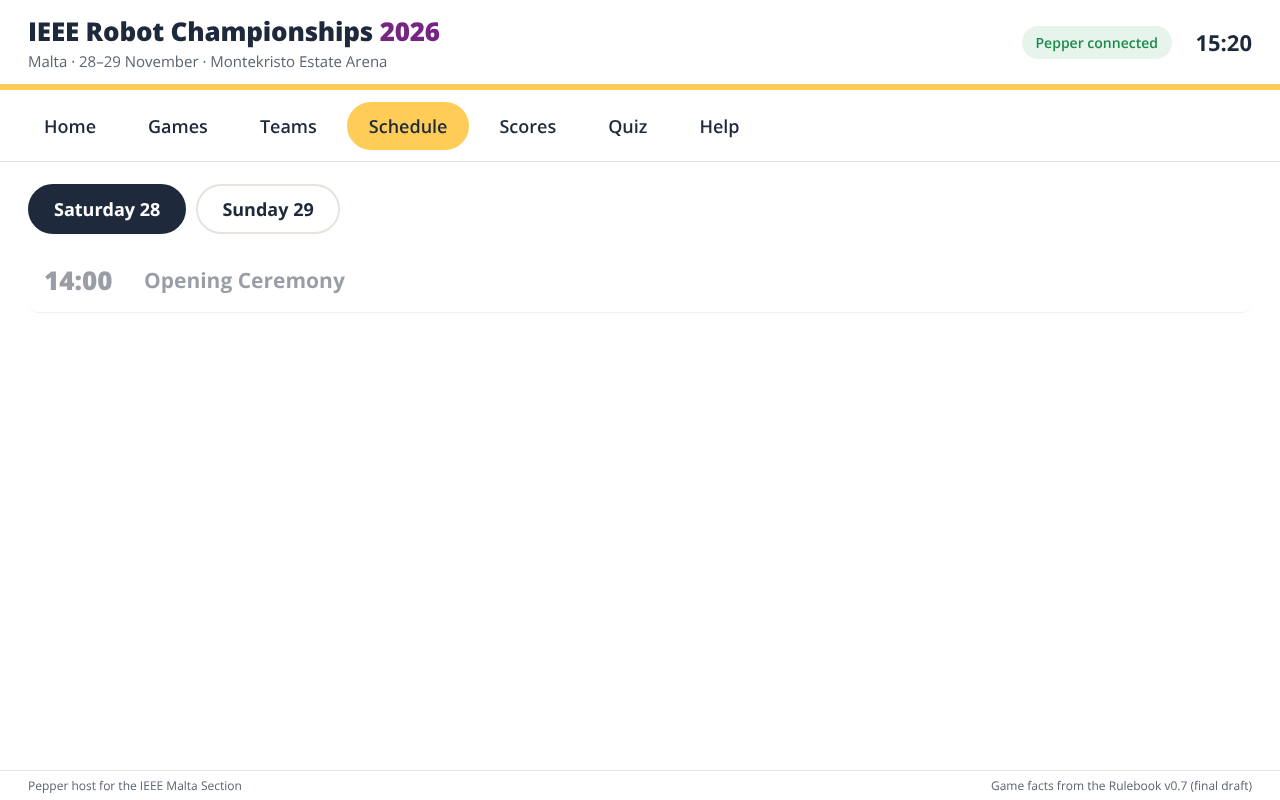 IEEE Robot Championships 2026
Malta · 28–29 November · Montekristo Estate Arena
Pepper connected
15:20
Home
Games
Teams
Schedule
Scores
Quiz
Help
Saturday 28
Sunday 29
14:00 Opening Ceremony
Pepper host for the IEEE Malta Section
Game facts from the Rulebook v0.7 (final draft)